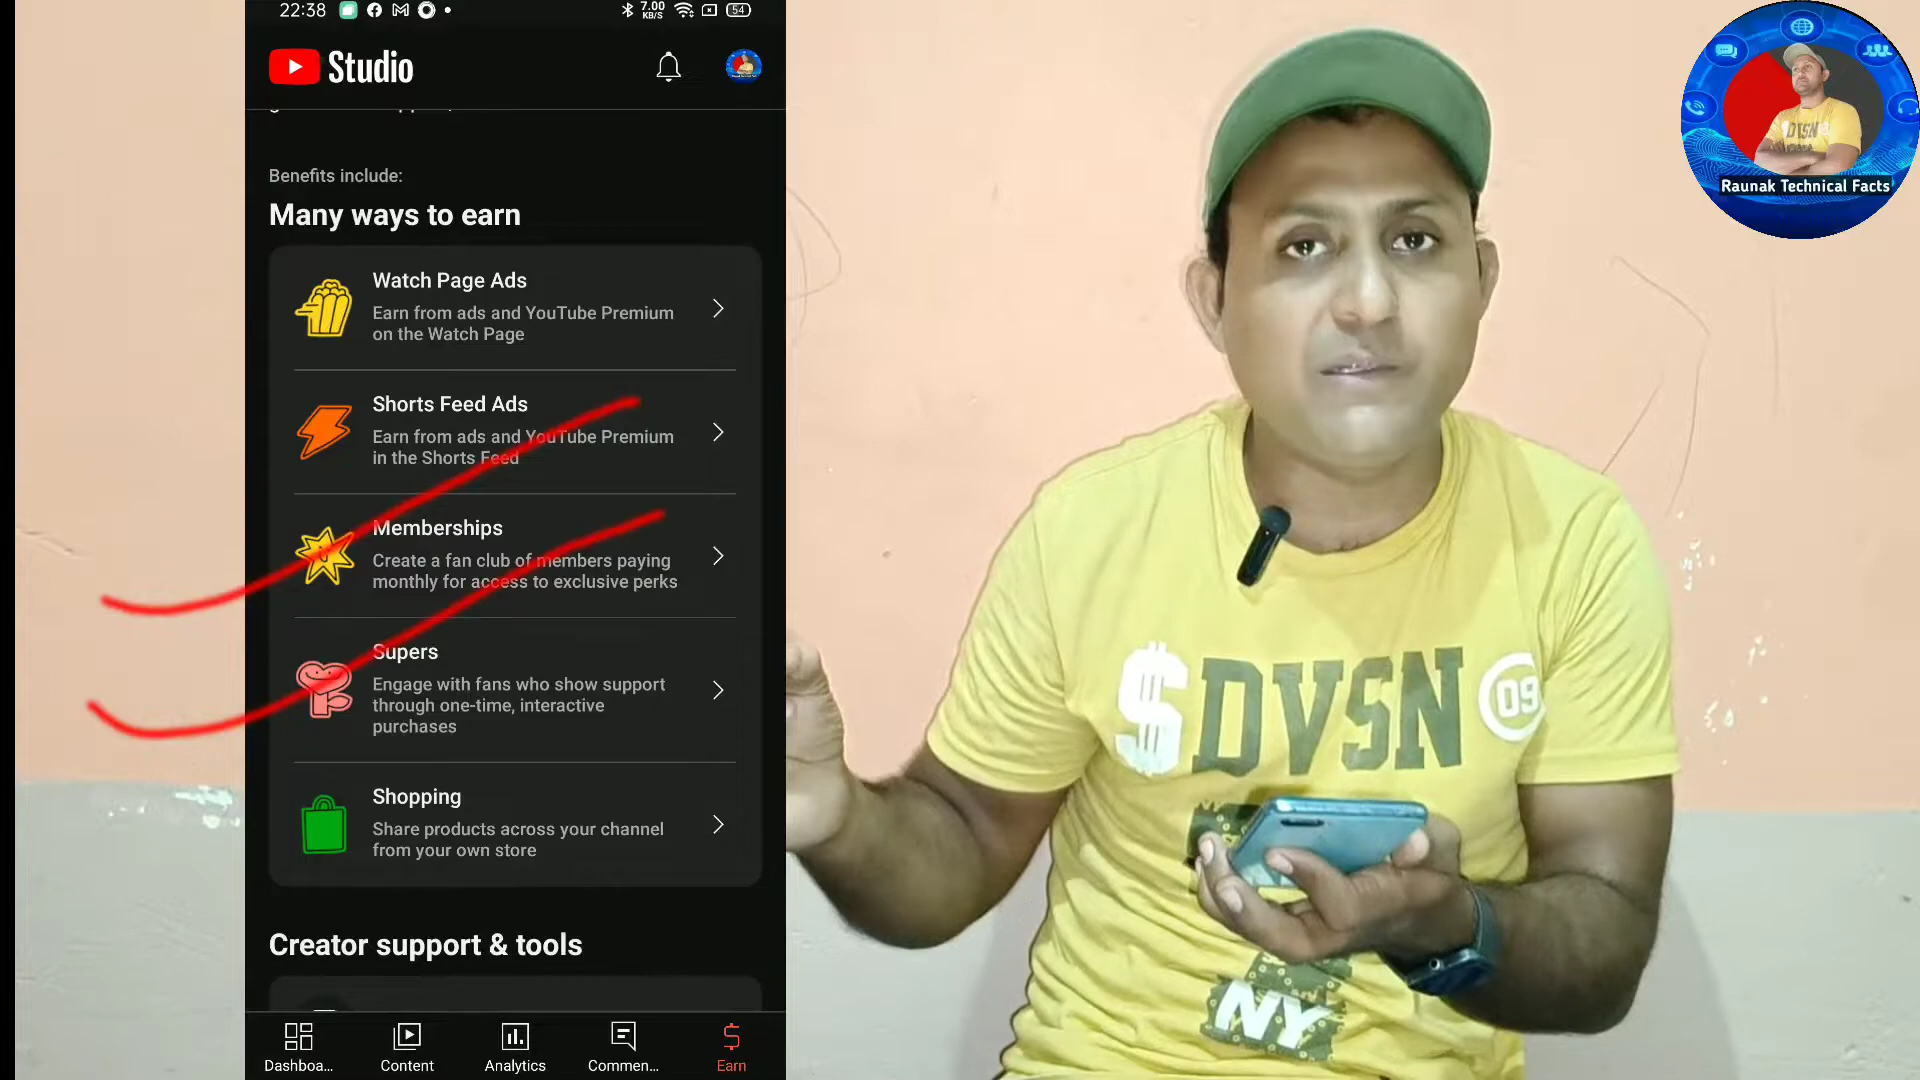 22:38
7.00
KB/S
54
Studio
Benefits include:
Many ways to earn
Watch Page Ads
Earn from ads and YouTube Premium
on the Watch Page
Shorts Feed Ads
Earn from ads and YouTube Premium
in the Shorts Feed
Memberships
Create a fan club of members paying
monthly for access to exclusive perks
Supers
Engage with fans who show support
through one-time, interactive
purchases
Shopping
Share products across your channel
from your own store
Creator support & tools
Dashboa...
Content
Analytics
Commen...
Earn
DVSN
Raunak Technical Facts
$DVSN 09
NY